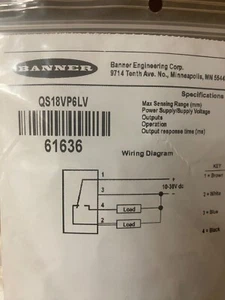 BANNER
Banner Engineering Corp.
9714 Tenth Ave. No., Minneapolis, MN 554
QS18VP6LV
61636
Specifications
Max Sensing Range (mm)
Power Supply/Supply Voltage
Outputs
Operation
Output response time (ms)
Wiring Diagram
1
+
10-30V dc
3
-
4
Load
2
Load
KEY
1 = Brown
2 = White
3 = Blue
4 = Black